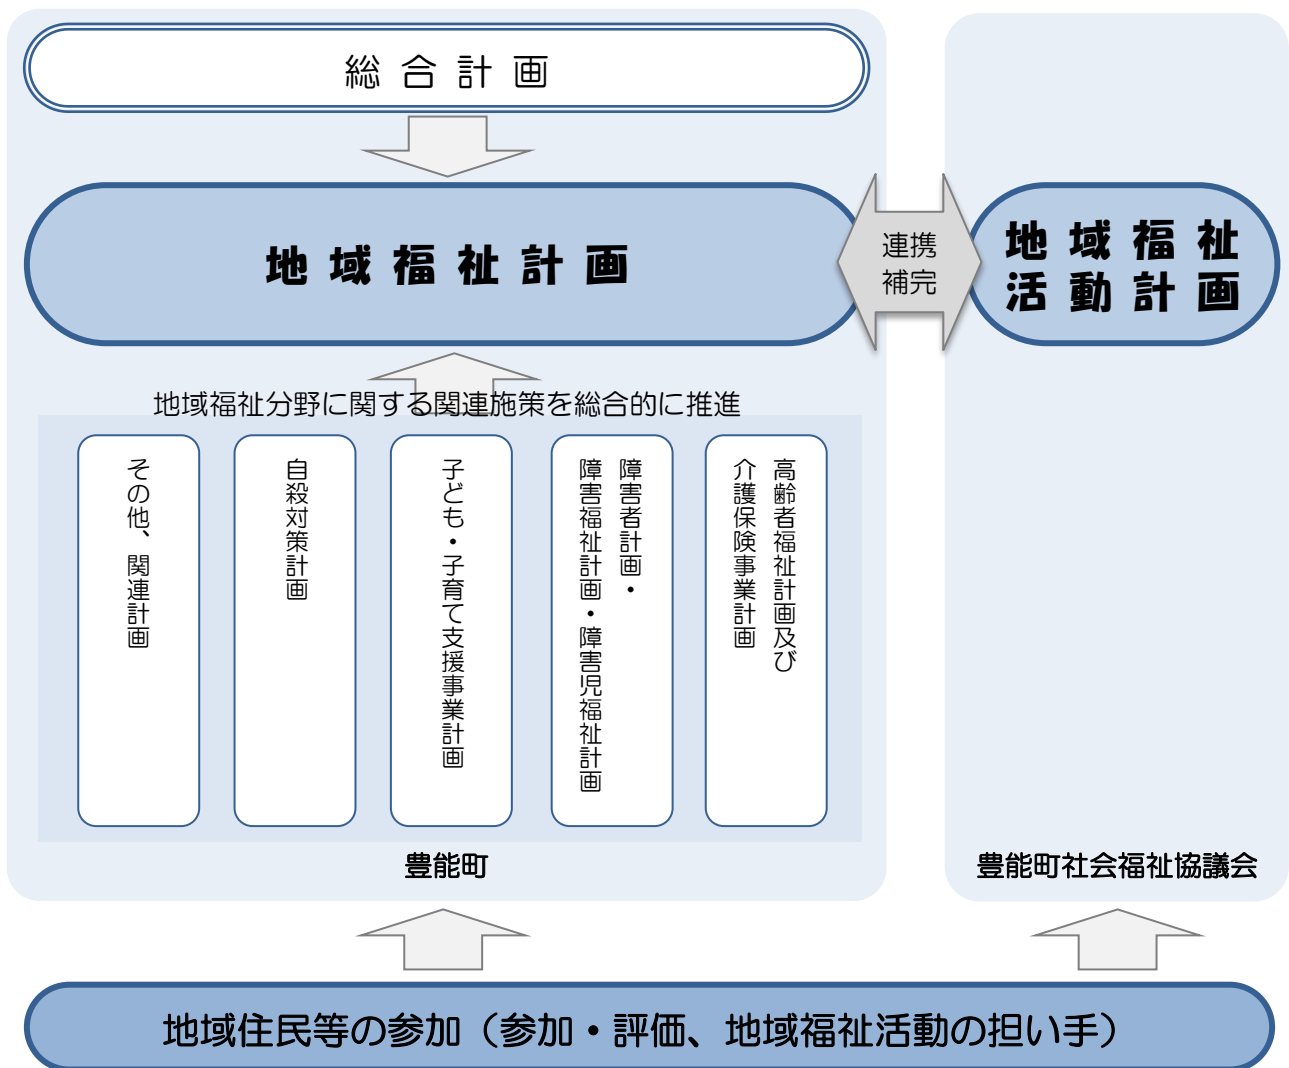 総合計画
地域福祉計画
連携
補完
地域福祉
活動計画
地域福祉分野に関する関連施策を総合的に推進
高齢者福祉計画及び
介護保険事業計画
障害者計画・
障害福祉計画・障害児福祉計画
子ども・子育て支援事業計画
自殺対策計画
その他、関連計画
豊能町
豊能町社会福祉協議会
地域住民等の参加（参加・評価、地域福祉活動の担い手）